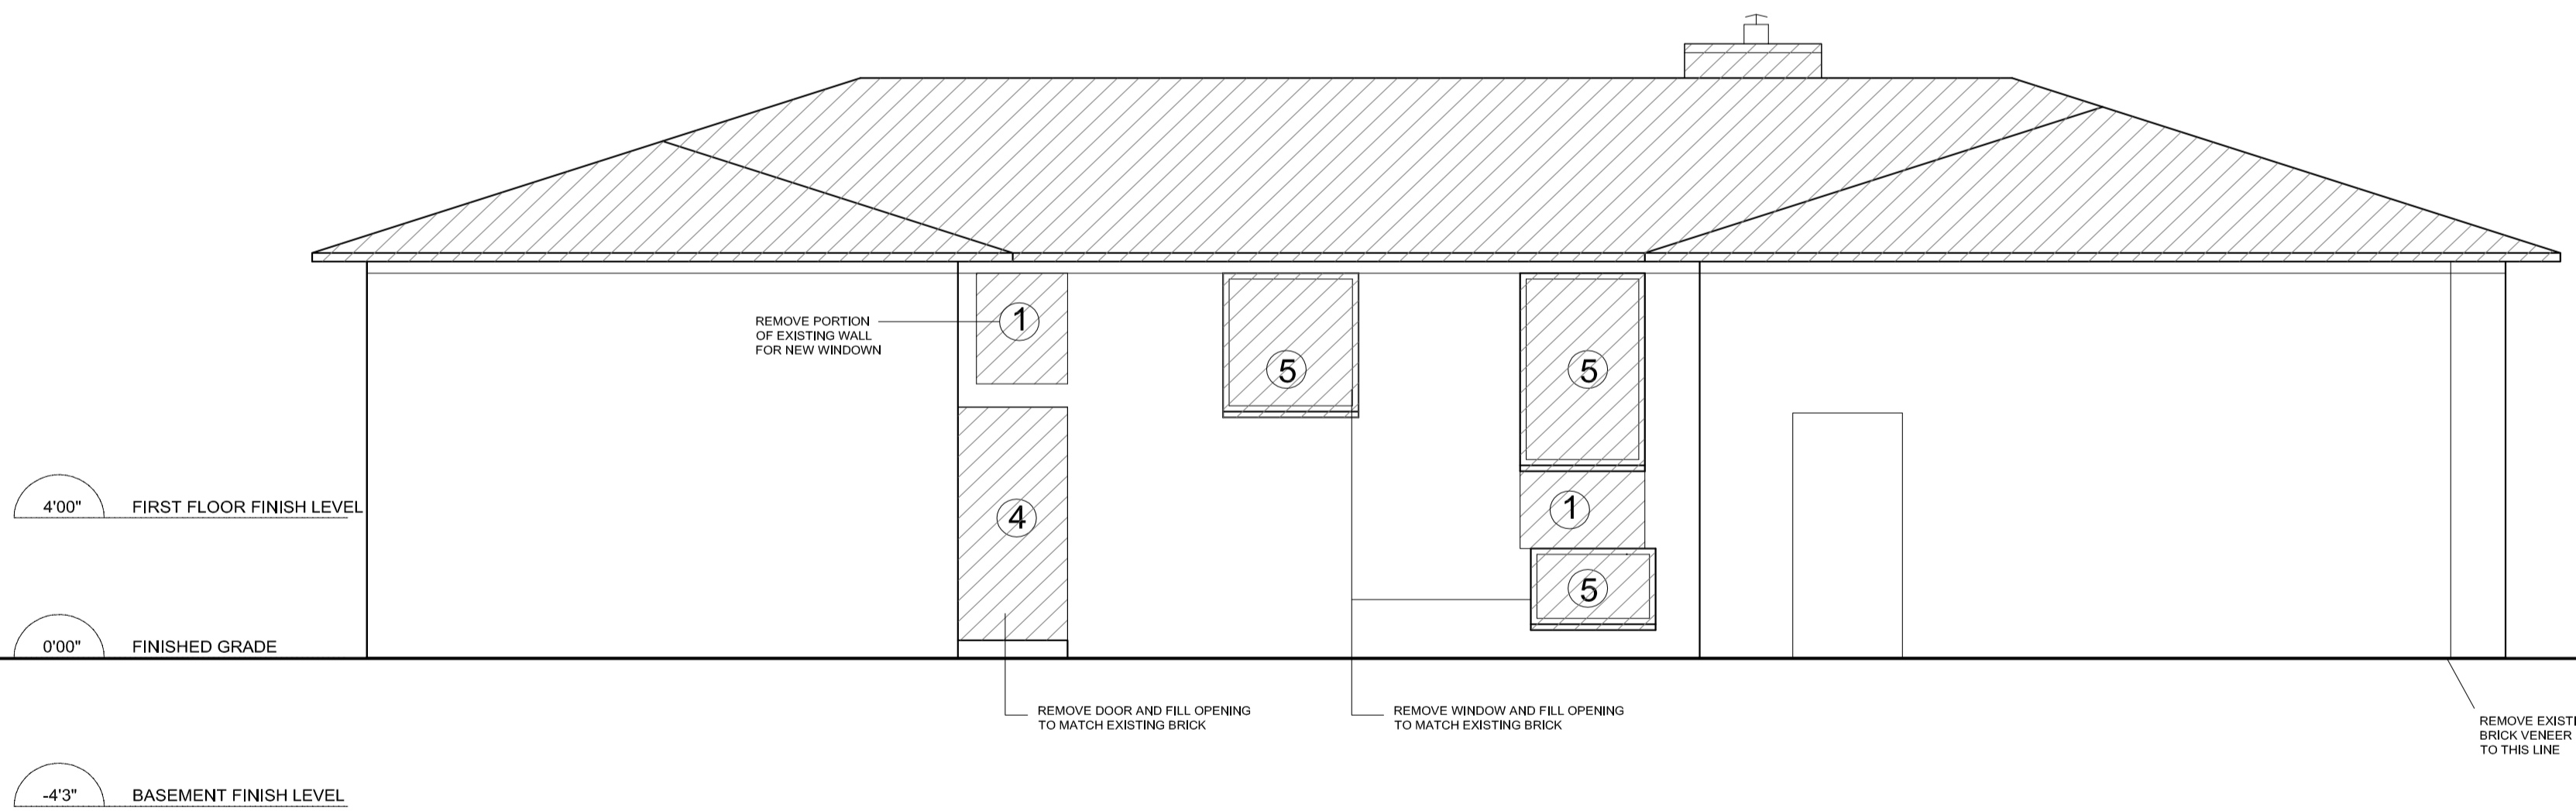 REMOVE PORTION
OF EXISTING WALL
FOR NEW WINDOWN
1
5
5
4'00" FIRST FLOOR FINISH LEVEL
4
1
5
0'00" FINISHED GRADE
REMOVE DOOR AND FILL OPENING
TO MATCH EXISTING BRICK
REMOVE WINDOW AND FILL OPENING
TO MATCH EXISTING BRICK
REMOVE
BRICK VENEER
TO THIS LINE
-4'3" BASEMENT FINISH LEVEL